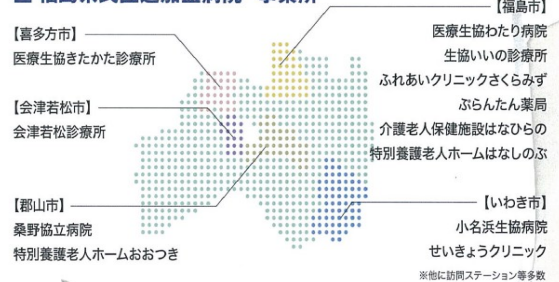 【喜多方市】
医療生協きたかた診療所
【会津若松市】
会津若松診療所
【郡山市】
桑野協立病院
特別養護老人ホームおおつき
【福島市】
医療生協わたり病院
生協いいの診療所
ふれあいクリニックさくらみず
ぷらんたん薬局
介護老人保健施設はなひらの
特別養護老人ホームはなしのぶ
【いわき市】
小名浜生協病院
せいきょうクリニック
※他に訪問ステーション等多数